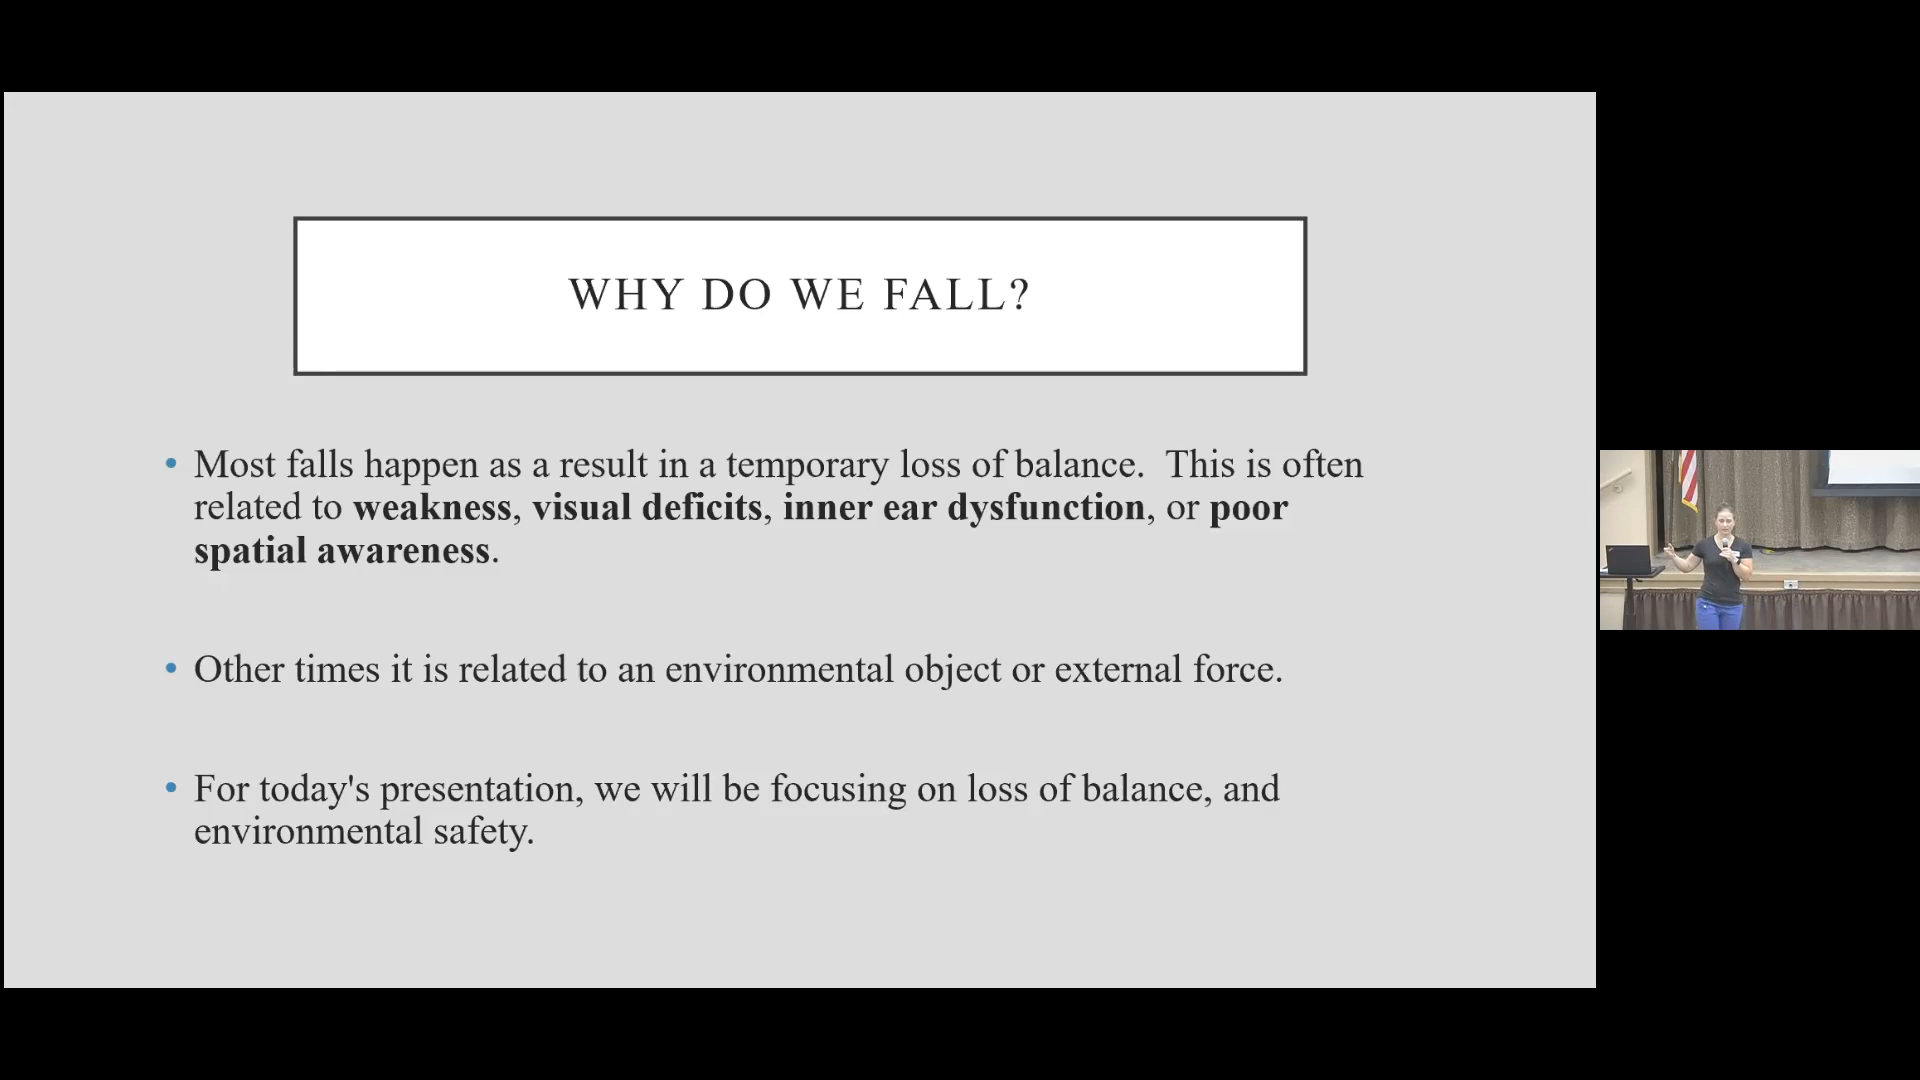 WHY DO WE FALL?
• Most falls happen as a result in a temporary loss of balance.  This is often
related to weakness, visual deficits, inner ear dysfunction, or poor
spatial awareness.
• Other times it is related to an environmental object or external force.
• For today's presentation, we will be focusing on loss of balance, and
environmental safety.